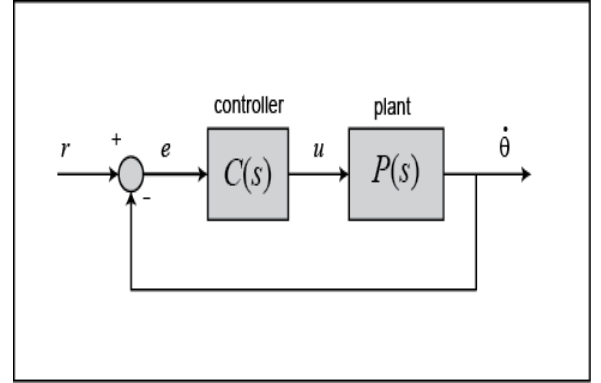 controller plant
r + e C(s) u P(s) θ̇
-